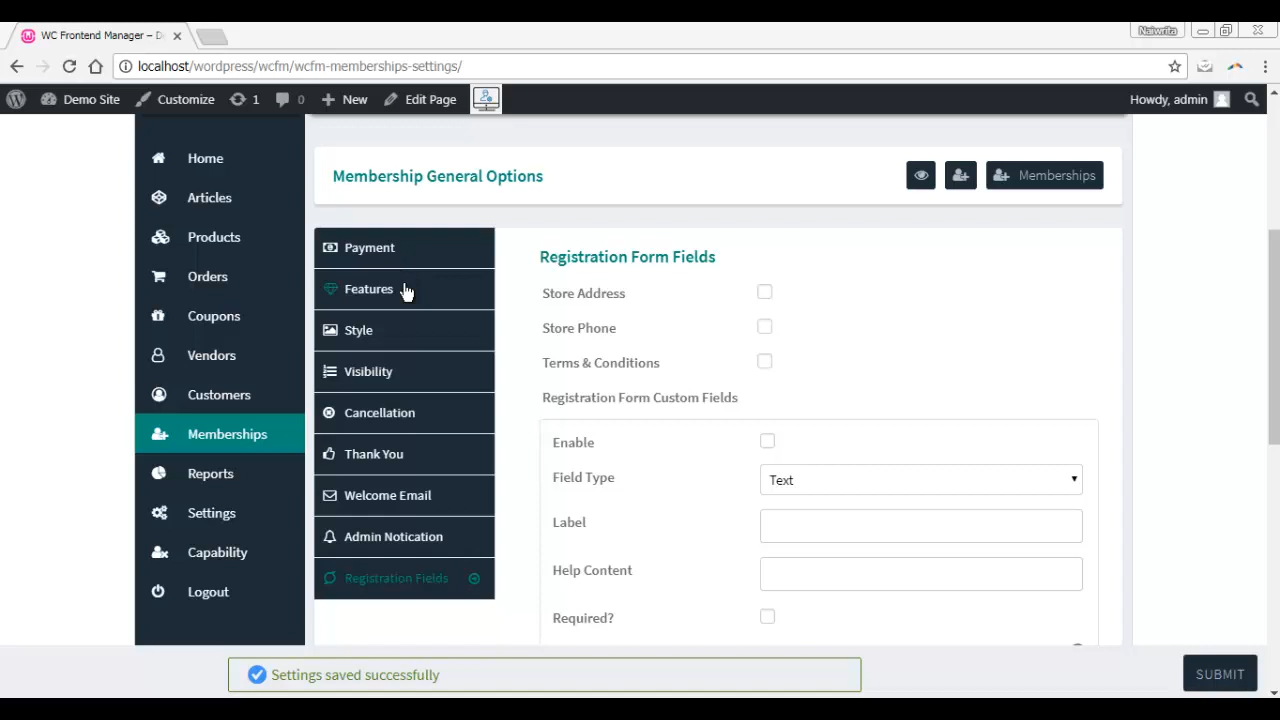 WC Frontend Manager – D
Naiwrita
localhost/wordpress/wcfm/wcfm-memberships-settings/
Demo Site Customize 1 0 New Edit Page Howdy, admin
Home
Articles
Products
Orders
Coupons
Vendors
Customers
Memberships
Reports
Settings
Capability
Logout
Membership General Options
Memberships
Payment
Features
Style
Visibility
Cancellation
Thank You
Welcome Email
Admin Notication
Registration Fields
Registration Form Fields
Store Address
Store Phone
Terms & Conditions
Registration Form Custom Fields
Enable
Field Type
Text
Label
Help Content
Required?
Settings saved successfully
SUBMIT